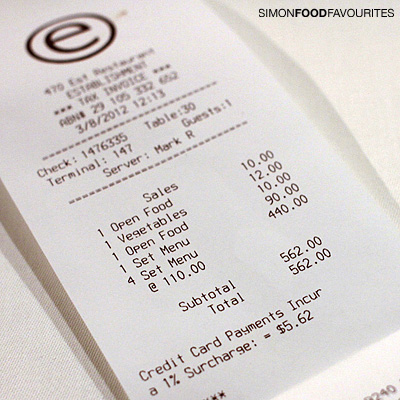 SIMONFOODFAVOURITES
e
470 Est Restaurant
ESTABLISHMENT
*** TAX INVOICE ***
ABN# 29 105 332 652
3/8/2012 12:13
Check: 1476335 Table:30
Terminal: 147 Guests:1
Server: Mark R
Sales
1 Open Food 10.00
1 Vegetables 12.00
1 Open Food 10.00
1 Set Menu 90.00
4 Set Menu 440.00
@ 110.00
Subtotal 562.00
Total 562.00
Credit Card Payments Incur
a 1% Surcharge: = $5.62